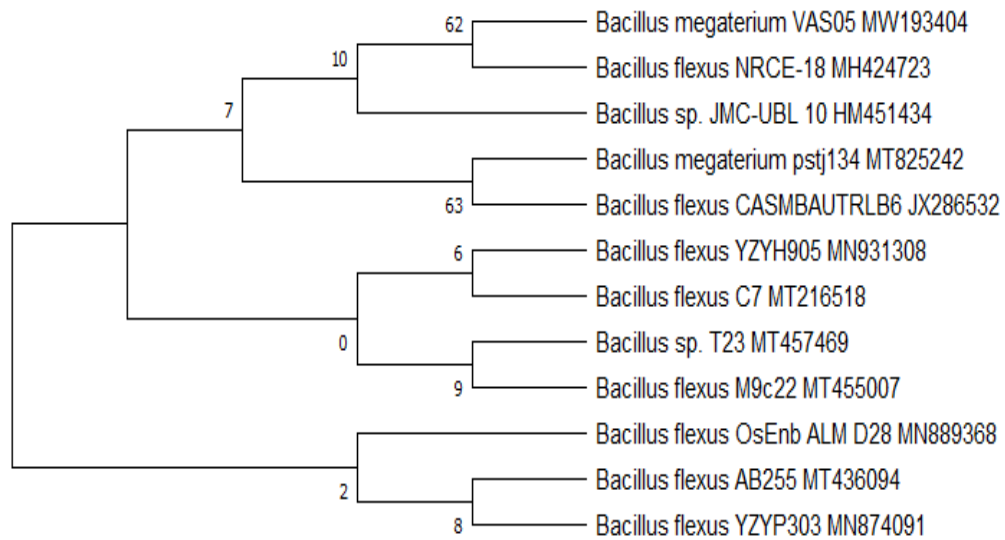 62
Bacillus megaterium VAS05 MW193404
10
Bacillus flexus NRCE-18 MH424723
7
Bacillus sp. JMC-UBL 10 HM451434
Bacillus megaterium pstj134 MT825242
63
Bacillus flexus CASMBAUTRLB6 JX286532
6
Bacillus flexus YZYH905 MN931308
Bacillus flexus C7 MT216518
0
Bacillus sp. T23 MT457469
9
Bacillus flexus M9c22 MT455007
Bacillus flexus OsEnb ALM D28 MN889368
2
Bacillus flexus AB255 MT436094
8
Bacillus flexus YZYP303 MN874091